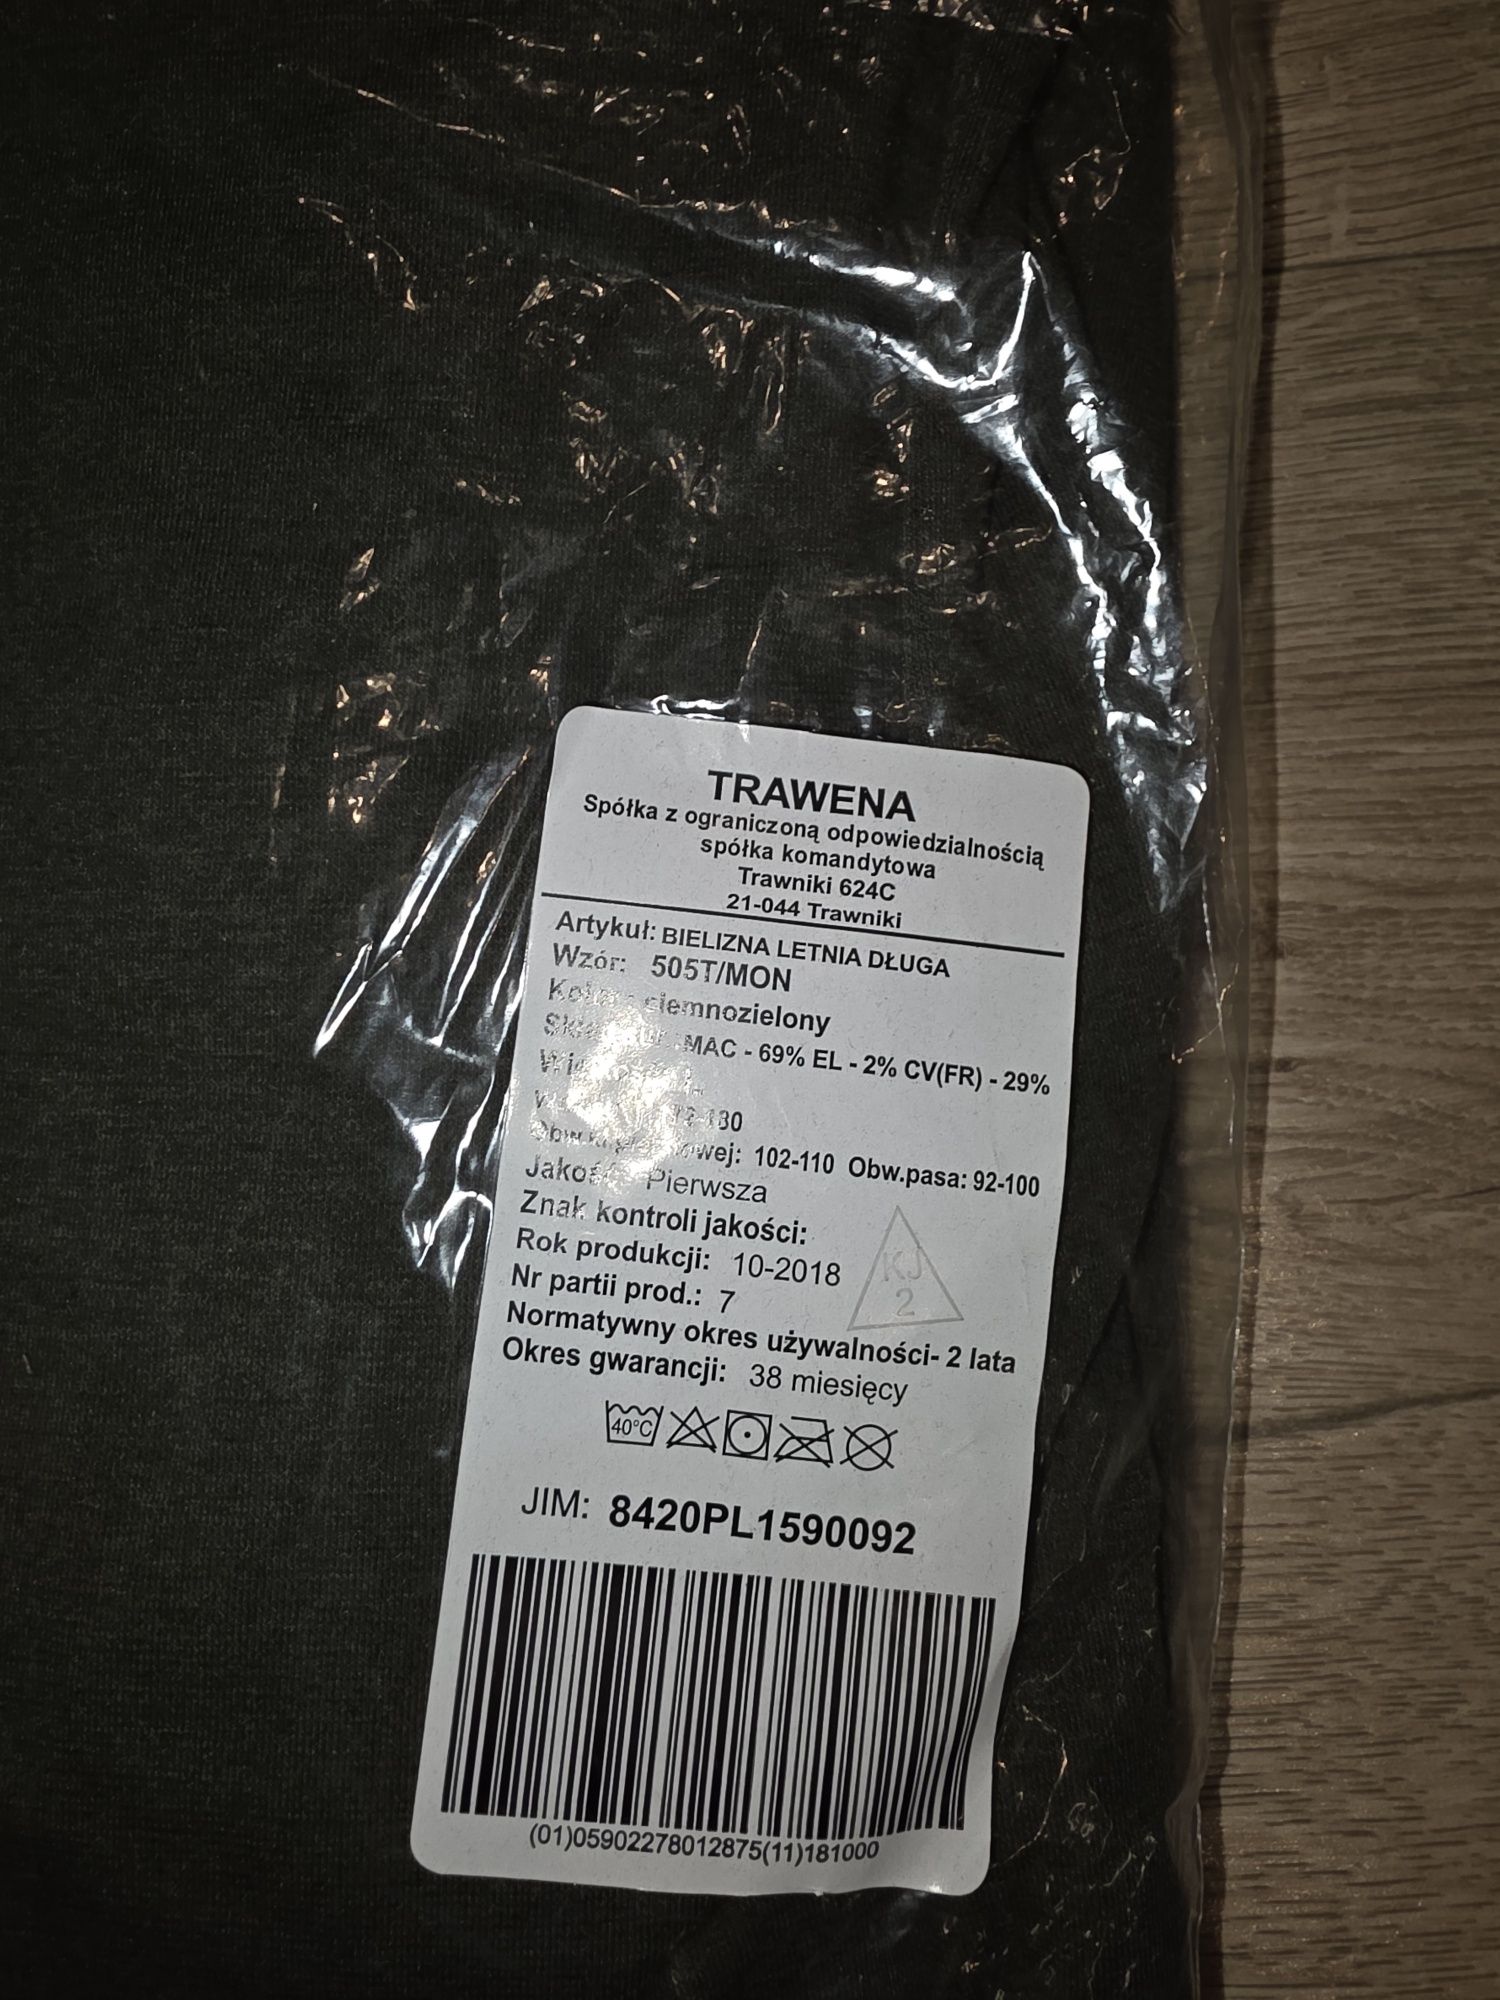 TRAWENA
Spółka z ograniczoną odpowiedzialnością
spółka komandytowa
Trawniki 624C
21-044 Trawniki
Artykuł: BIELIZNA LETNIA DŁUGA
Wzór: 505T/MON
ciemnozielony
MAC - 69% EL - 2% CV(FR) - 29%
Obw.pasa: 92-100 102-110
Jakość: Pierwsza
Znak kontroli jakości:
KJ
2
Rok produkcji: 10-2018
Nr partii prod.: 7
Normatywny okres używalności- 2 lata
Okres gwarancji: 38 miesięcy
40°C
JIM: 8420PL1590092
(01)05902278012875(11)181000